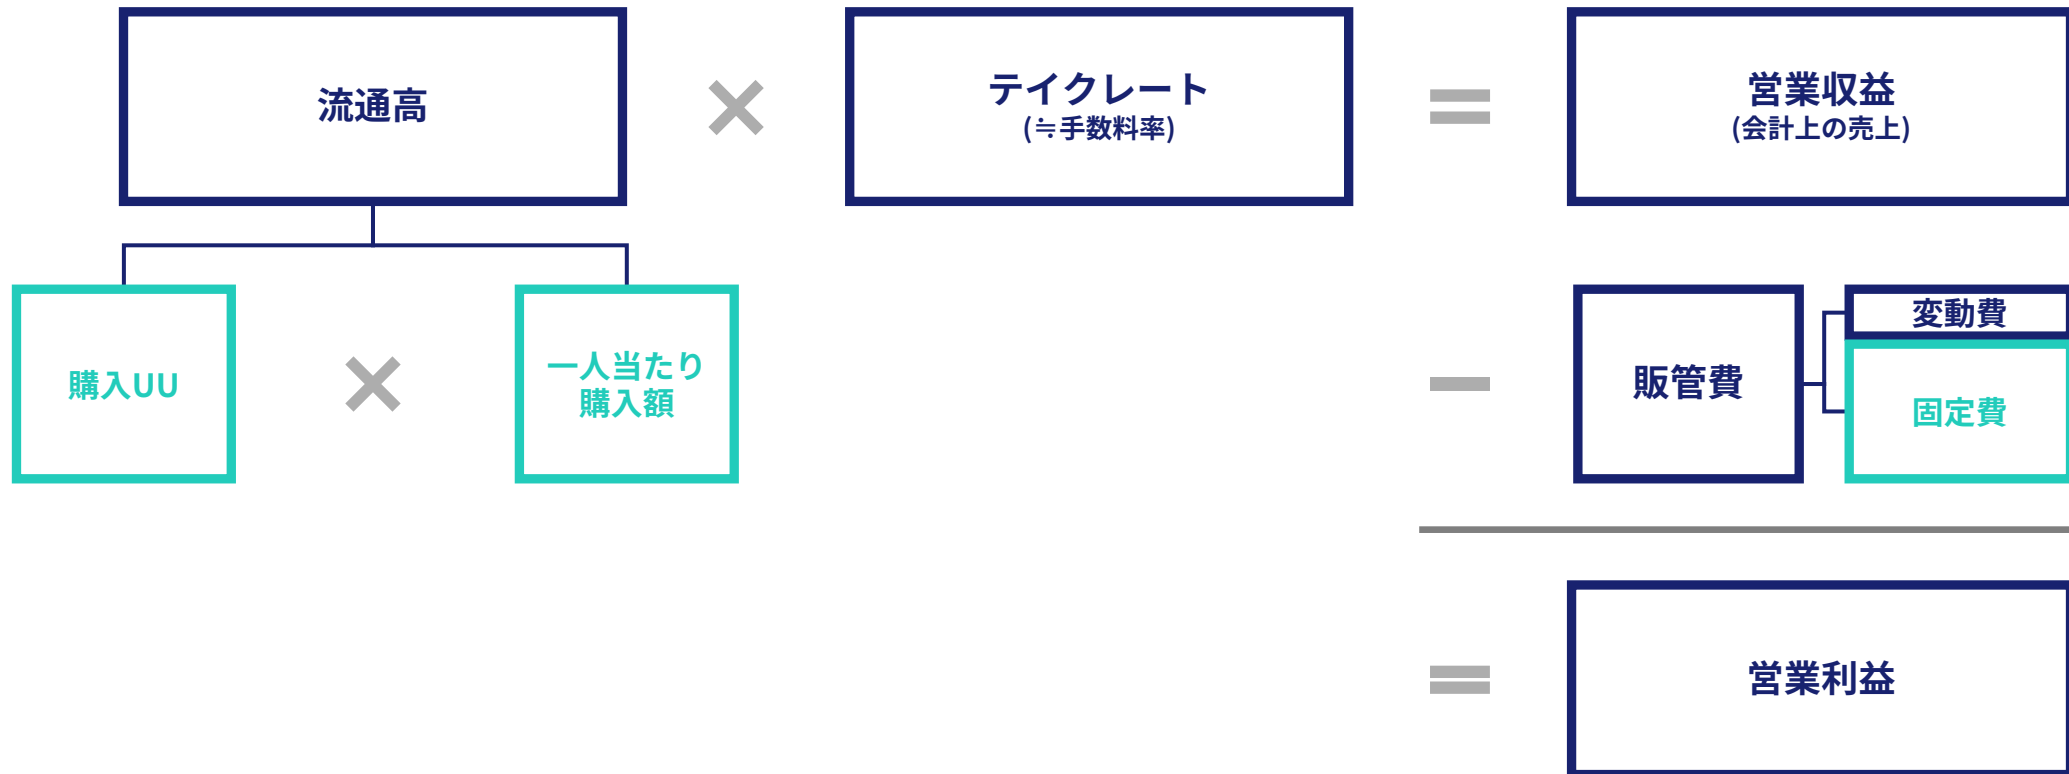 流通高
×
テイクレート
(≒手数料率)
=
営業収益
(会計上の売上)
購入UU
×
一人当たり
購入額
−
販管費
変動費
固定費
=
営業利益